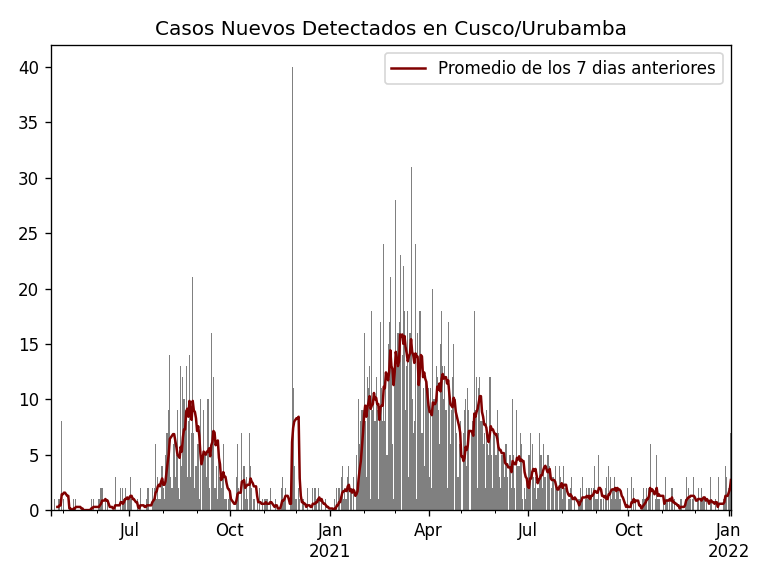 Casos Nuevos Detectados en Cusco/Urubamba
Promedio de los 7 dias anteriores
40
35
30
25
20
15
10
5
0
Jul
Oct
Jan
2021
Apr
Jul
Oct
Jan
2022